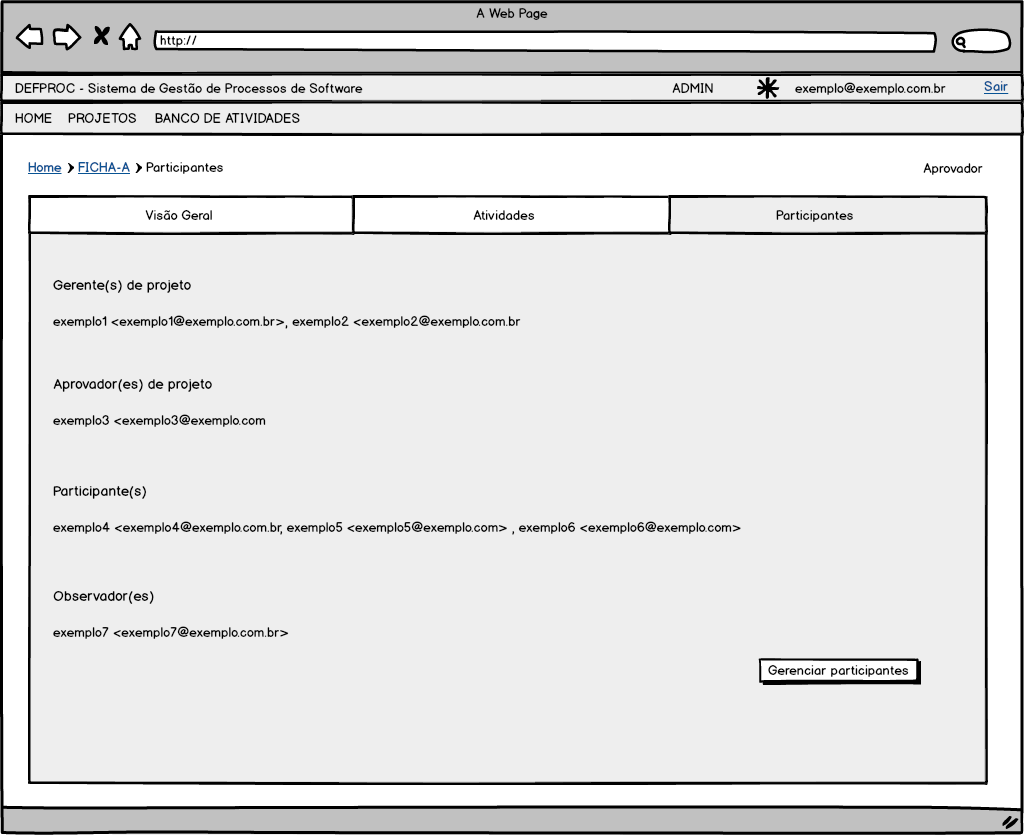 A Web Page
http://
DEFPROC - Sistema de Gestão de Processos de Software ADMIN exemplo@exemplo.com.br Sair
HOME PROJETOS BANCO DE ATIVIDADES
Home FICHA-A Participantes Aprovador
Visão Geral Atividades Participantes
Gerente(s) de projeto
exemplo1 <exemplo1@exemplo.com.br>, exemplo2 <exemplo2@exemplo.com.br
Aprovador(es) de projeto
exemplo3 <exemplo3@exemplo.com
Participante(s)
exemplo4 <exemplo4@exemplo.com.br, exemplo5 <exemplo5@exemplo.com> , exemplo6 <exemplo6@exemplo.com>
Observador(es)
exemplo7 <exemplo7@exemplo.com.br>
Gerenciar participantes